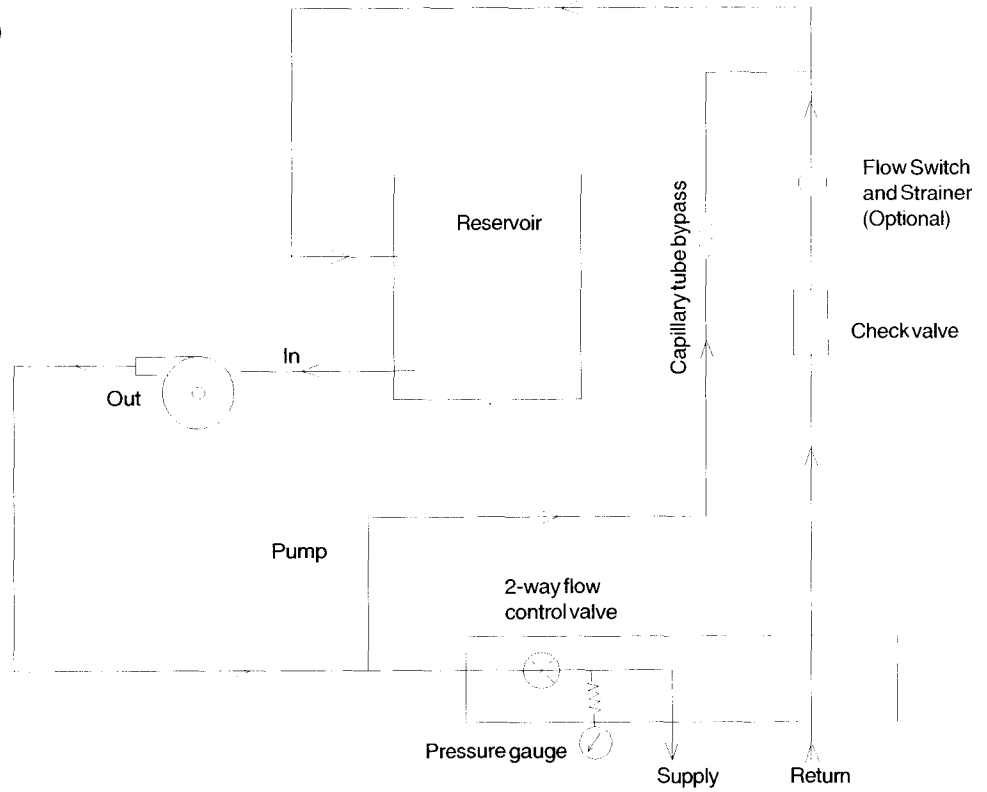 )
Flow Switch
and Strainer
(Optional)
Reservoir
Capillary tube bypass
Check valve
In
Out
Pump
2-way flow
control valve
Pressure gauge
Supply
Return